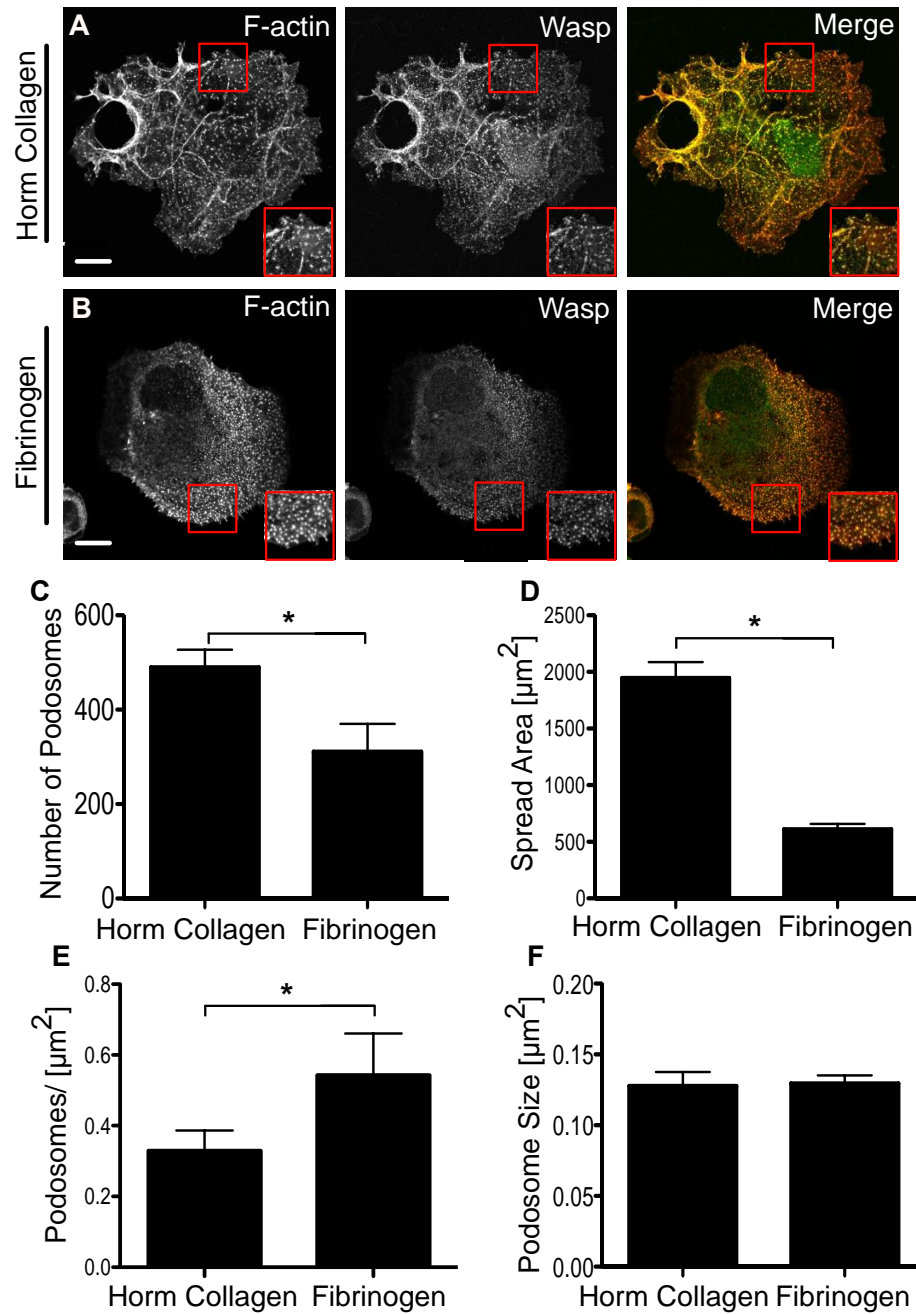 A
F-actin
Wasp
Merge
Horm Collagen
B
F-actin
Wasp
Merge
Fibrinogen
C
Number of Podosomes
600
400
200
0
*
Horm Collagen
Fibrinogen
D
Spread Area [µm²]
2500
2000
1500
1000
500
0
*
Horm Collagen
Fibrinogen
E
Podosomes/ [µm²]
0.8
0.6
0.4
0.2
0.0
*
Horm Collagen
Fibrinogen
F
Podosome Size [µm²]
0.20
0.15
0.10
0.05
0.00
Horm Collagen
Fibrinogen